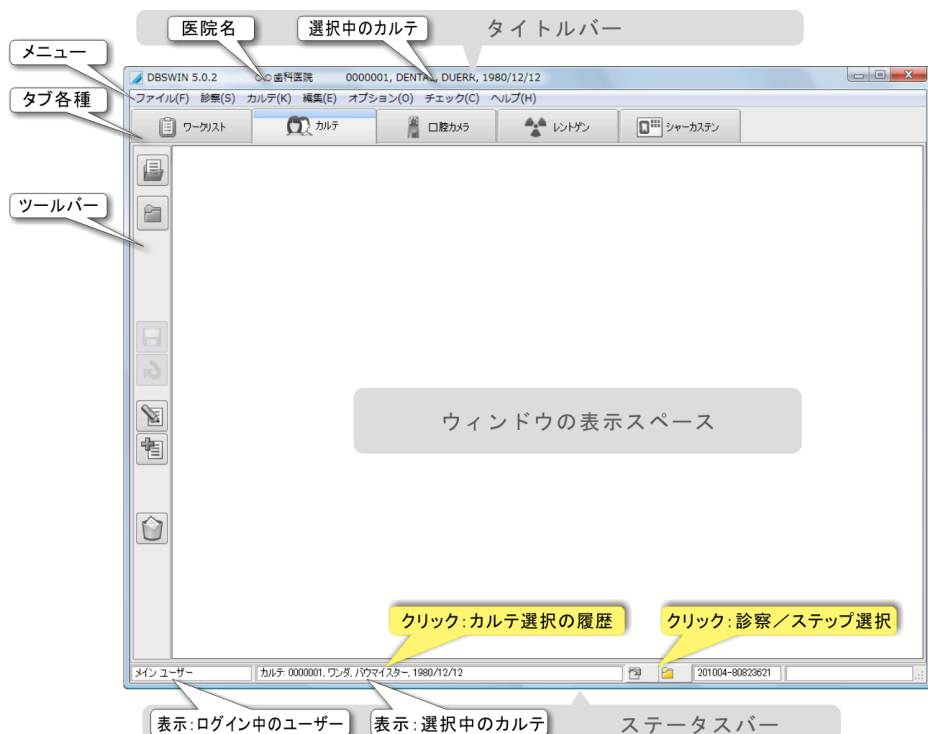 タイトルバー
医院名
選択中のカルテ
メニュー
DBSWIN 5.0.2 ○○歯科医院 0000001, DENTAL, DUERR, 1980/12/12
ファイル(F) 診察(S) カルテ(K) 編集(E) オプション(O) チェック(C) ヘルプ(H)
タブ各種
ワークリスト カルテ 口腔カメラ レントゲン シャーカステン
ツールバー
ウィンドウの表示スペース
クリック:カルテ選択の履歴
クリック:診察/ステップ選択
メイン ユーザー カルテ: 0000001, ワンダ, バウマイスター, 1980/12/12 201004-80823621
表示:ログイン中のユーザー
表示:選択中のカルテ
ステータスバー